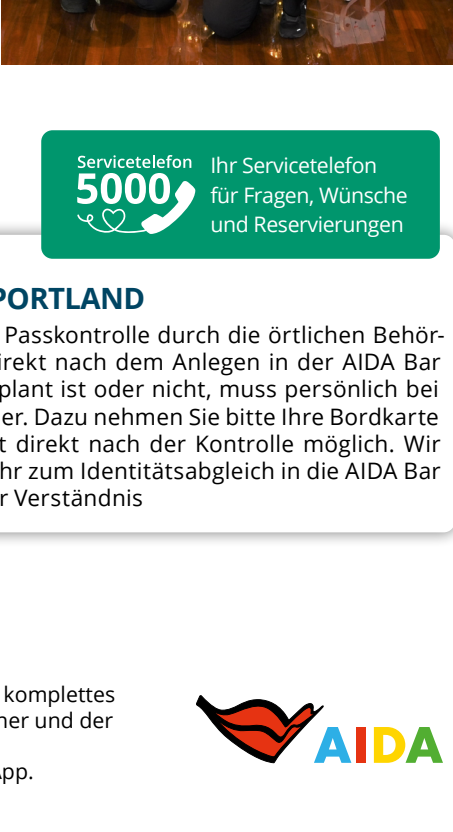 Servicetelefon
5000
Ihr Servicetelefon
für Fragen, Wünsche
und Reservierungen
PORTLAND
Passkontrolle durch die örtlichen Behör-
direkt nach dem Anlegen in der AIDA Bar
plant ist oder nicht, muss persönlich bei
er. Dazu nehmen Sie bitte Ihre Bordkarte
t direkt nach der Kontrolle möglich. Wir
hr zum Identitätsabgleich in die AIDA Bar
r Verständnis
komplettes
ner und der
App.
AIDA